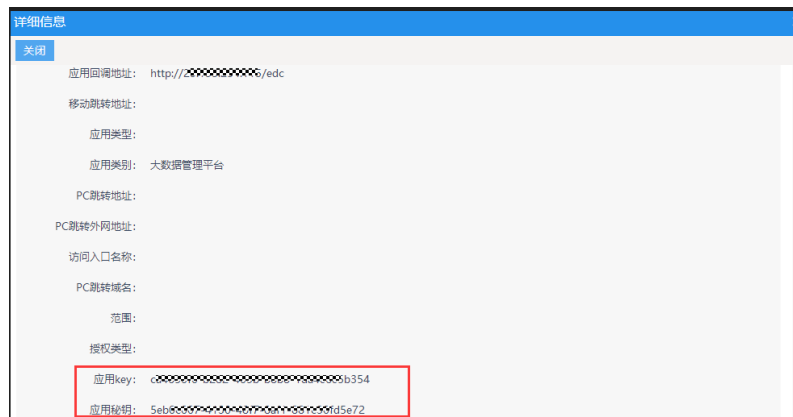 详细信息
关闭
应用回调地址： http://2 /edc
移动跳转地址：
应用类型：
应用类别： 大数据管理平台
PC跳转地址：
PC跳转外网地址：
访问入口名称：
PC跳转域名：
范围：
授权类型：
应用key： 5b354
应用秘钥： 5eb fd5e72